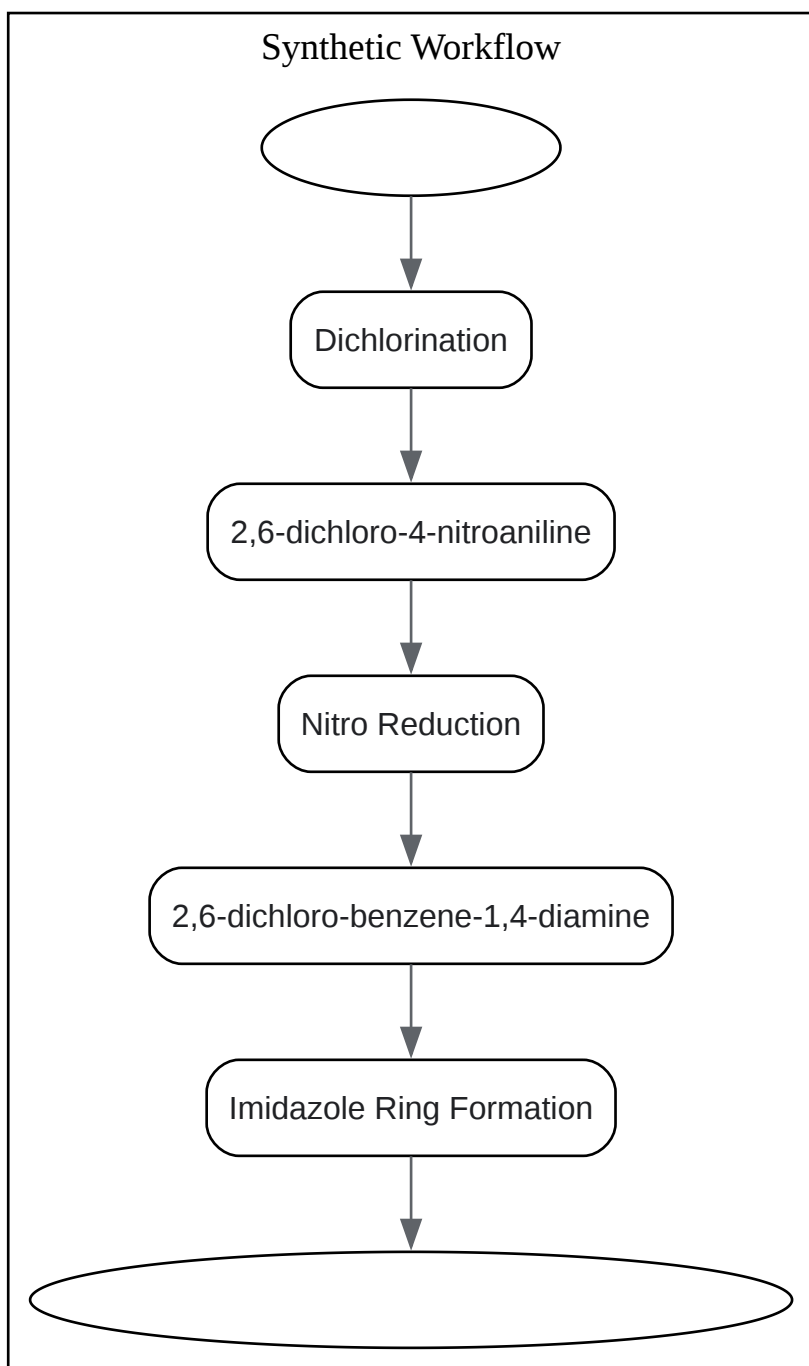 Synthetic Workflow
Dichlorination
2,6-dichloro-4-nitroaniline
Nitro Reduction
2,6-dichloro-benzene-1,4-diamine
Imidazole Ring Formation